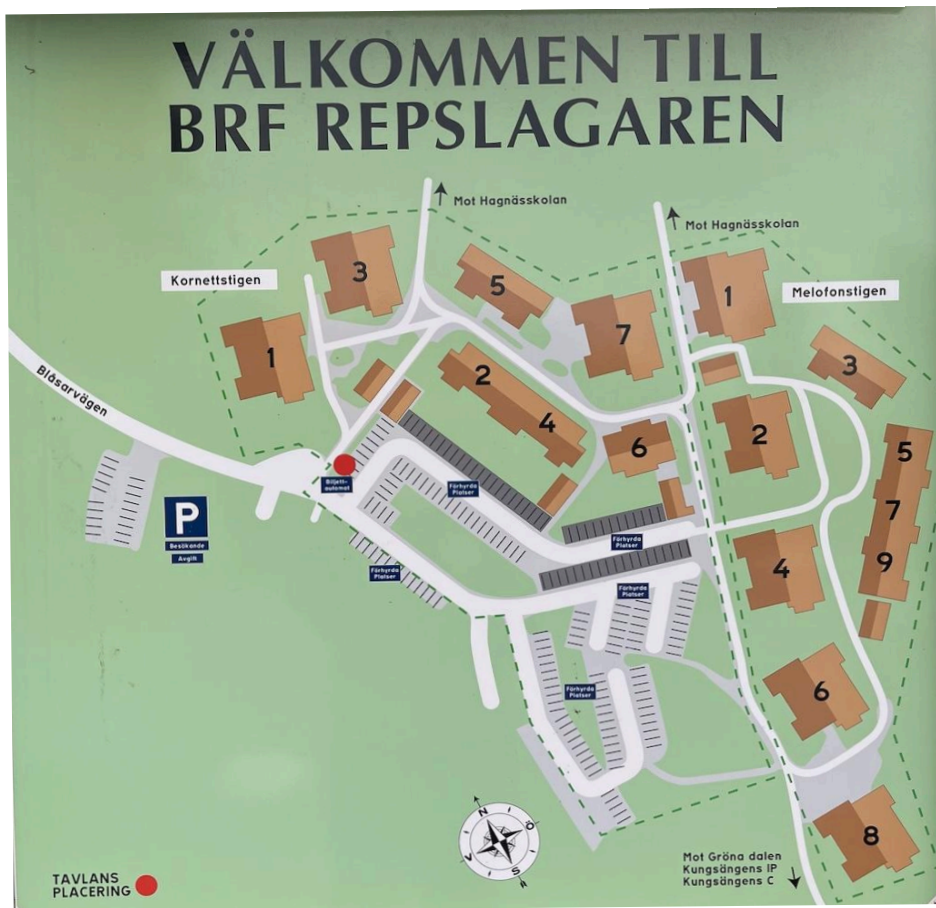 VÄLKOMMEN TILL
BRF REPSLAGAREN
Mot Hagnässkolan
Mot Hagnässkolan
Kornettstigen
Melofonstigen
3
5
1
7
1
3
2
4
6
2
5
7
9
4
6
8
Blåsarvägen
Biljett-
automat
Förhyrda
Platser
Förhyrda
Platser
Förhyrda
Platser
Förhyrda
Platser
Förhyrda
Platser
P
Besökande
Avgift
N
Ö
S
V
Mot Gröna dalen
Kungsängens IP
Kungsängens C
TAVLANS
PLACERING